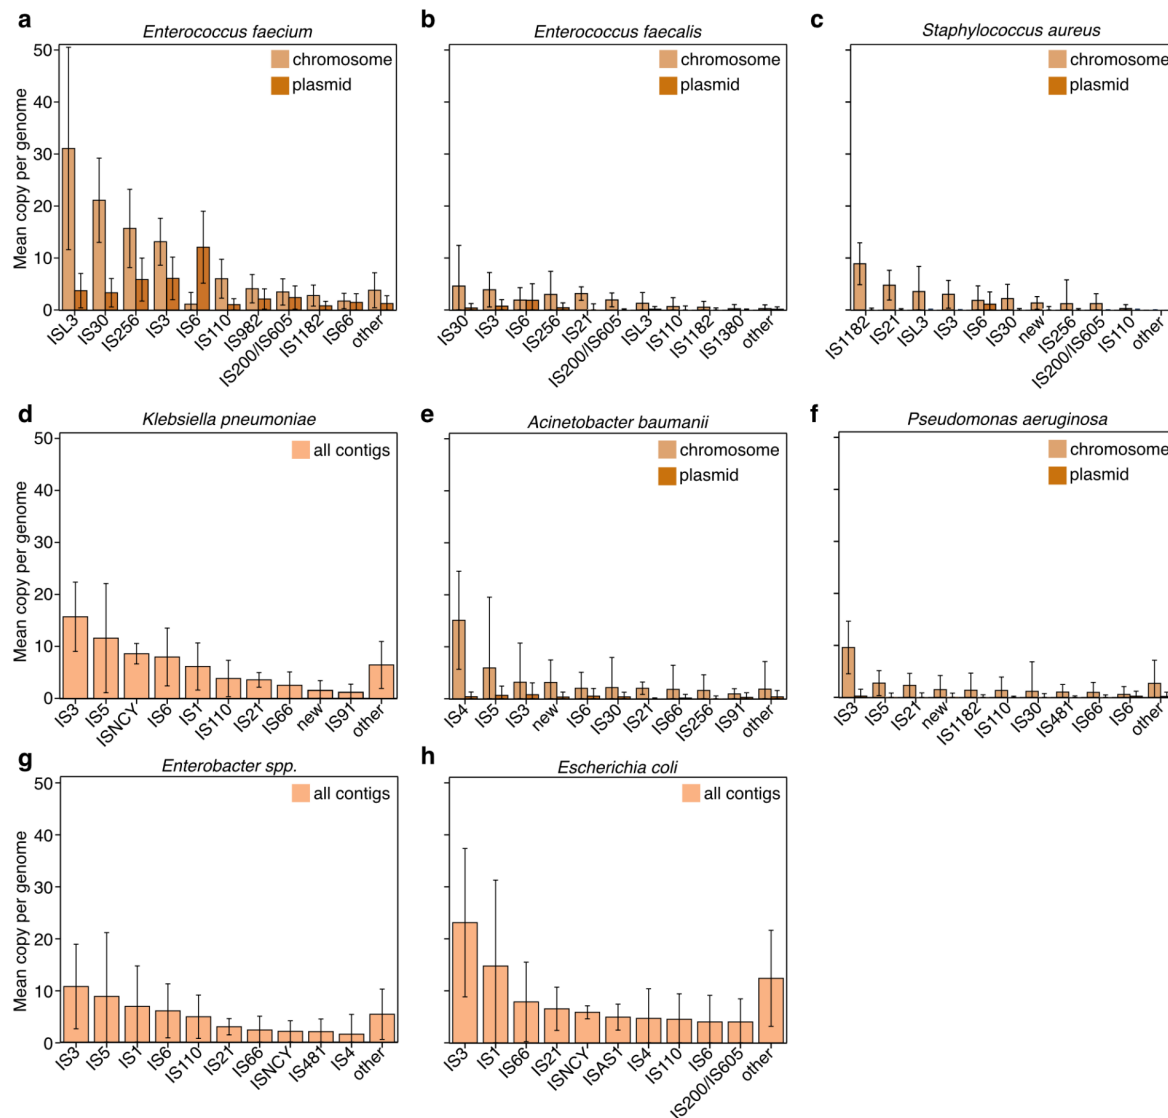 a
Enterococcus faecium
chromosome
plasmid
Mean copy per genome
50
40
30
20
10
0
ISL3
IS30
IS256
IS3
IS6
IS110
IS982
IS200/IS605
IS1182
IS66
other
b
Enterococcus faecalis
chromosome
plasmid
IS30
IS3
IS6
IS256
IS21
IS200/IS605
ISL3
IS110
IS1182
IS1380
other
c
Staphylococcus aureus
chromosome
plasmid
IS1182
IS21
ISL3
IS3
IS6
IS30
new
IS256
IS200/IS605
IS110
other
d
Klebsiella pneumoniae
all contigs
Mean copy per genome
50
40
30
20
10
0
IS3
IS5
ISNCY
IS6
IS1
IS110
IS21
IS66
new
IS91
other
e
Acinetobacter baumanii
chromosome
plasmid
IS4
IS5
IS3
new
IS6
IS30
IS21
IS66
IS256
IS91
other
f
Pseudomonas aeruginosa
chromosome
plasmid
IS3
IS5
IS21
new
IS1182
IS110
IS30
IS481
IS66
IS6
other
g
Enterobacter spp.
all contigs
Mean copy per genome
50
40
30
20
10
0
IS3
IS5
IS1
IS6
IS110
IS21
IS66
ISNCY
IS481
IS4
other
h
Escherichia coli
all contigs
IS3
IS1
IS66
IS21
ISNCY
ISAS1
IS4
IS110
IS6
IS200/IS605
other